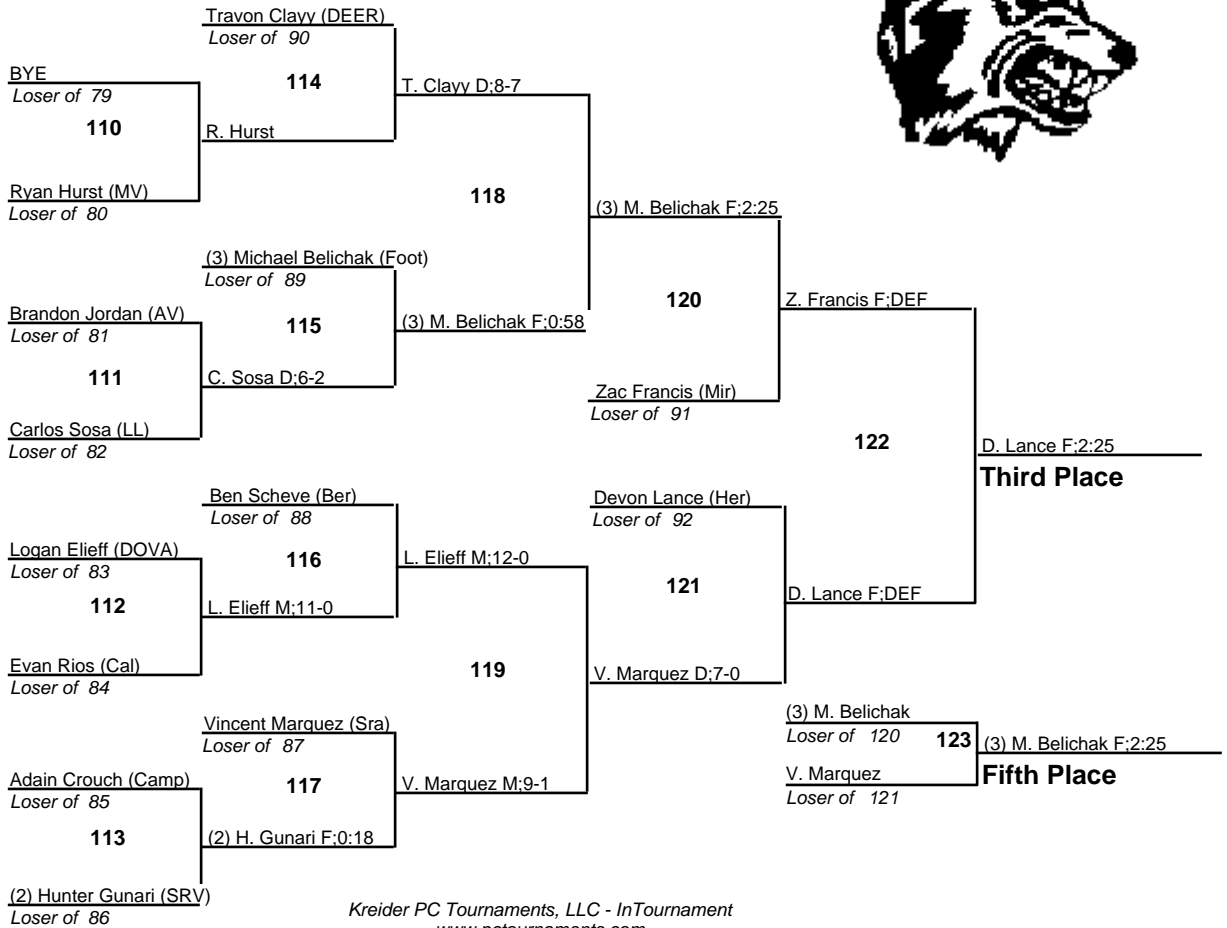 Travon Clayy (DEER)
Loser of 90
BYE
Loser of 79
114
T. Clayy D;8-7
110
R. Hurst
Ryan Hurst (MV)
Loser of 80
118
(3) M. Belichak F;2:25
(3) Michael Belichak (Foot)
Loser of 89
Brandon Jordan (AV)
Loser of 81
115
(3) M. Belichak F;0:58
120
Z. Francis F;DEF
111
C. Sosa D;6-2
Zac Francis (Mir)
Loser of 91
Carlos Sosa (LL)
Loser of 82
122
D. Lance F;2:25
Third Place
Ben Scheve (Ber)
Loser of 88
Devon Lance (Her)
Loser of 92
Logan Elieff (DOVA)
Loser of 83
116
L. Elieff M;12-0
112
L. Elieff M;11-0
121
D. Lance F;DEF
Evan Rios (Cal)
Loser of 84
119
V. Marquez D;7-0
Vincent Marquez (Sra)
Loser of 87
(3) M. Belichak
Loser of 120
123
(3) M. Belichak F;2:25
Fifth Place
V. Marquez
Loser of 121
Adain Crouch (Camp)
Loser of 85
117
V. Marquez M;9-1
113
(2) H. Gunari F;0:18
(2) Hunter Gunari (SRV)
Loser of 86
Kreider PC Tournaments, LLC - InTournament
www.pctournaments.com